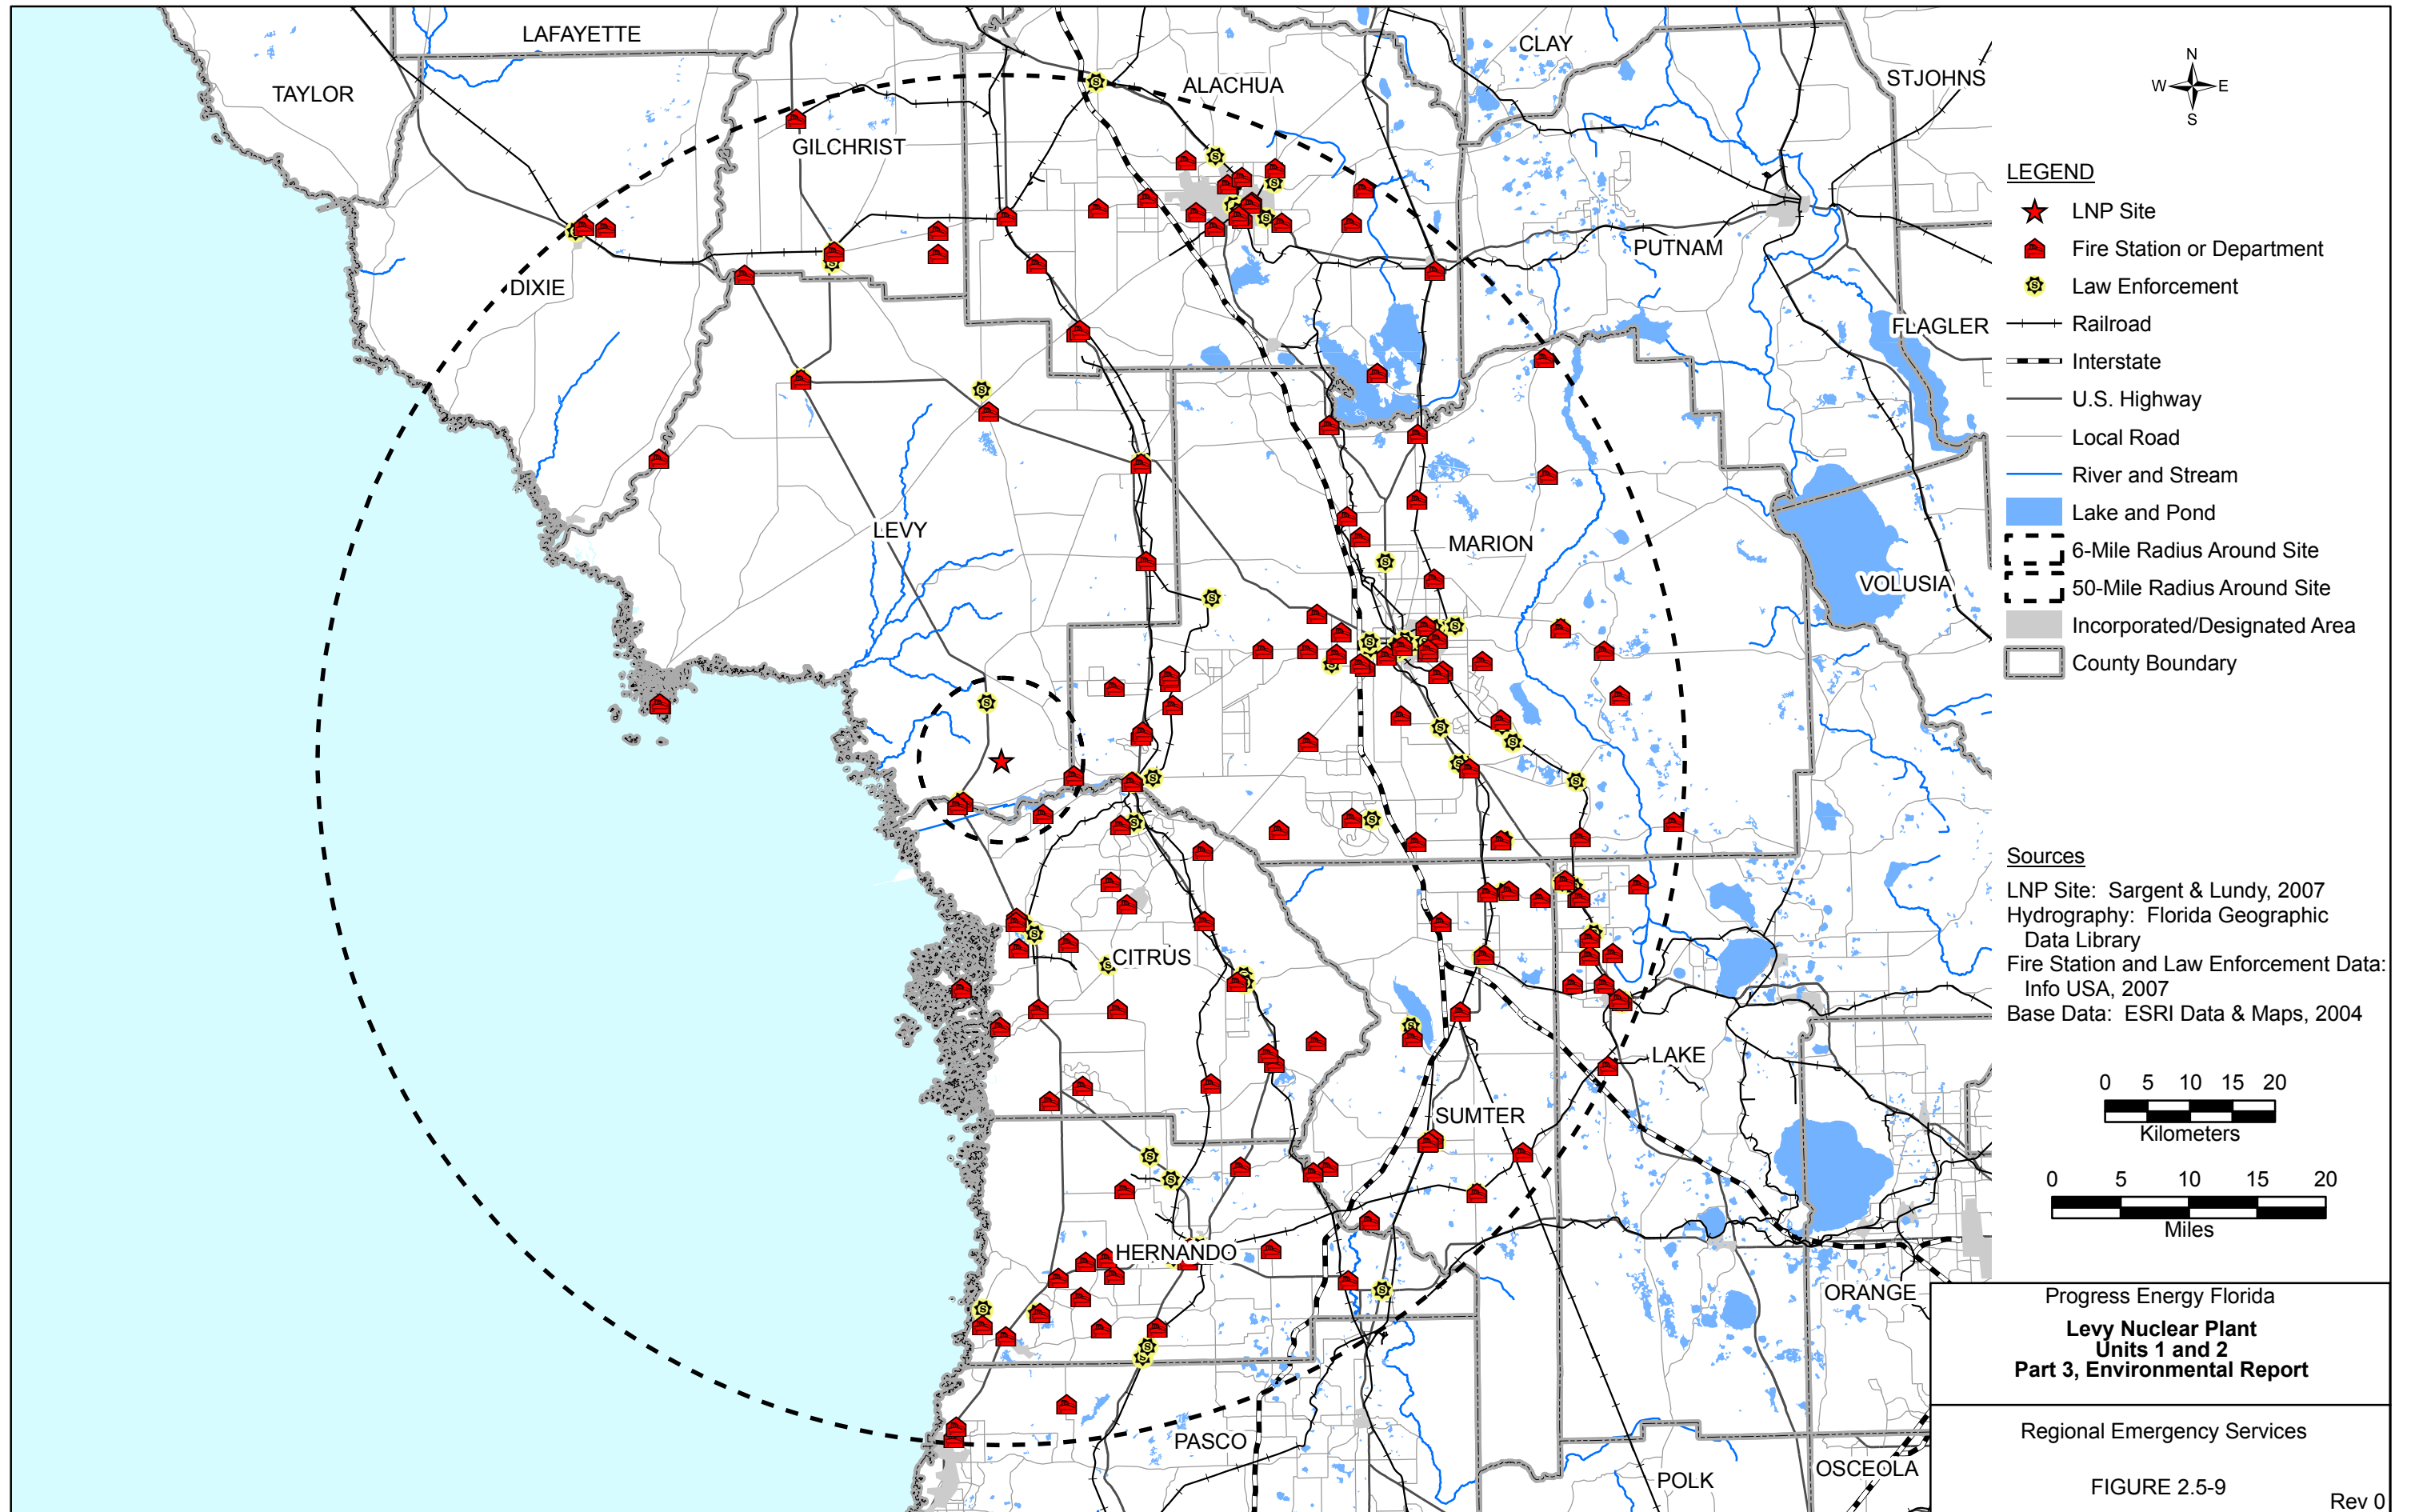 LAFAYETTE
TAYLOR
CLAY
STJOHNS
ALACHUA
GILCHRIST
PUTNAM
DIXIE
FLAGLER
LEVY
MARION
VOLUSIA
CITRUS
LAKE
SUMTER
HERNANDO
ORANGE
PASCO
POLK
OSCEOLA
N
W E
S
LEGEND
LNP Site
Fire Station or Department
S Law Enforcement
Railroad
Interstate
U.S. Highway
Local Road
River and Stream
Lake and Pond
6-Mile Radius Around Site
50-Mile Radius Around Site
Incorporated/Designated Area
County Boundary
Sources
LNP Site: Sargent & Lundy, 2007
Hydrography: Florida Geographic
Data Library
Fire Station and Law Enforcement Data:
Info USA, 2007
Base Data: ESRI Data & Maps, 2004
0 5 10 15 20
Kilometers
0 5 10 15 20
Miles
Progress Energy Florida
Levy Nuclear Plant
Units 1 and 2
Part 3, Environmental Report
Regional Emergency Services
FIGURE 2.5-9
Rev 0